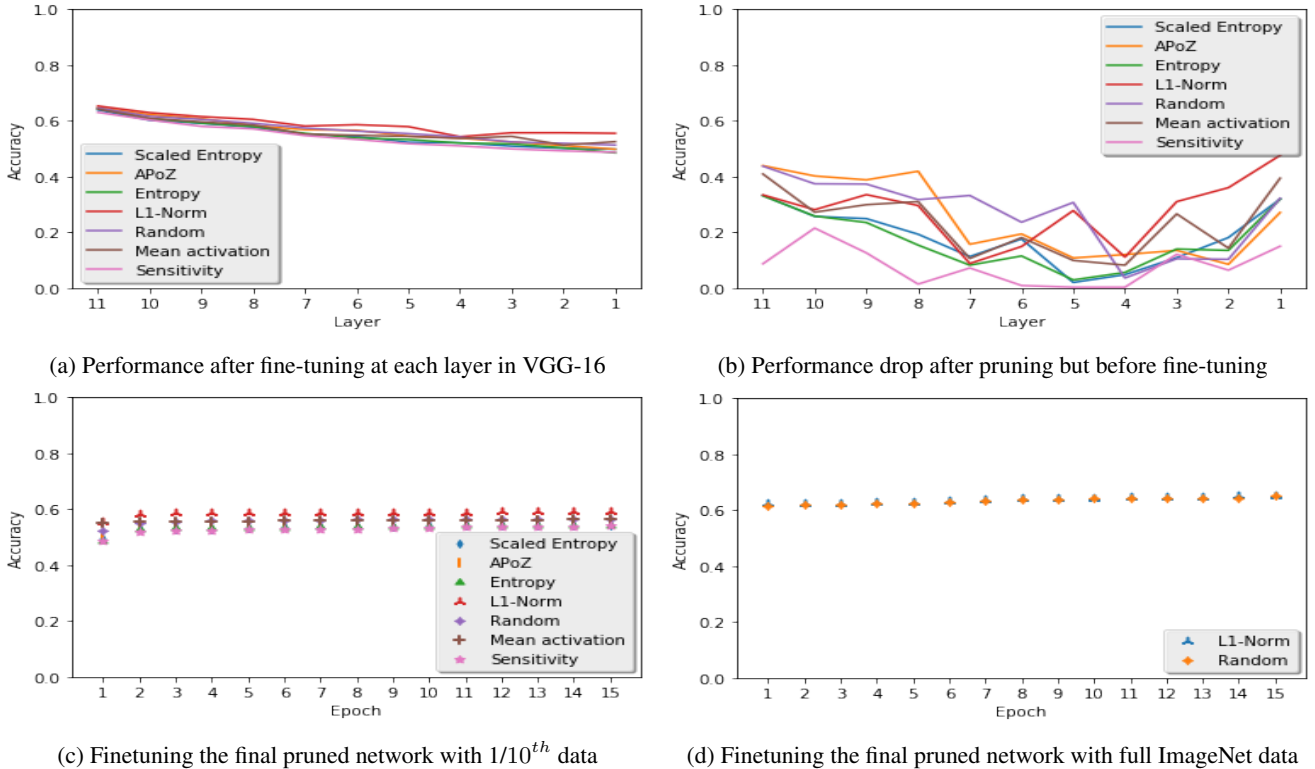 1.0
0.8
0.6
0.4
0.2
0.0
Accuracy
Scaled Entropy
APoZ
Entropy
L1-Norm
Random
Mean activation
Sensitivity
11 10 9 8 7 6 5 4 3 2 1
Layer
(a) Performance after fine-tuning at each layer in VGG-16
1.0
0.8
0.6
0.4
0.2
0.0
Accuracy
Scaled Entropy
APoZ
Entropy
L1-Norm
Random
Mean activation
Sensitivity
11 10 9 8 7 6 5 4 3 2 1
Layer
(b) Performance drop after pruning but before fine-tuning
1.0
0.8
0.6
0.4
0.2
0.0
Accuracy
Scaled Entropy
APoZ
Entropy
L1-Norm
Random
Mean activation
Sensitivity
1 2 3 4 5 6 7 8 9 10 11 12 13 14 15
Epoch
(c) Finetuning the final pruned network with 1/10th data
1.0
0.8
0.6
0.4
0.2
0.0
Accuracy
L1-Norm
Random
1 2 3 4 5 6 7 8 9 10 11 12 13 14 15
Epoch
(d) Finetuning the final pruned network with full ImageNet data